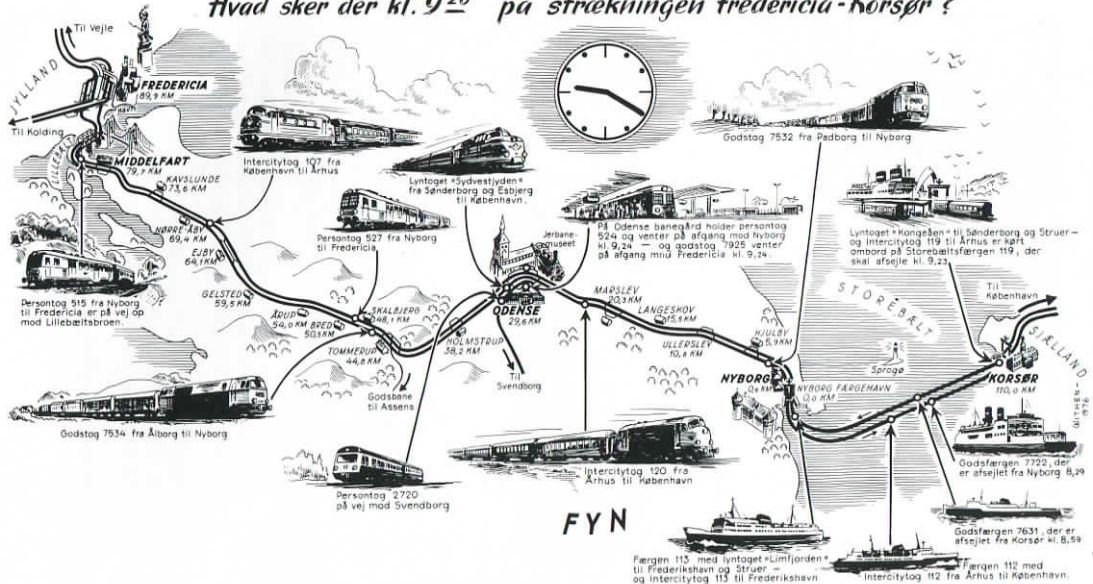 Hvad sker der kl. 9²⁰ på strækningen Fredericia-Korsør ?
Til Vejle
JYLLAND
FREDERICIA
89,9 KM
Havn
Til Kolding
LILLEBÆLT
MIDDELFART
79,7 KM
KAVSLUNDE
73,6 KM
NØRRE-ÅBY
69,4 KM
EJBY
64,1 KM
GELSTED
59,5 KM
ÅRUP
54,0 KM
BRED
50,5 KM
SKALBJERG
48,1 KM
TOMMERUP
44,8 KM
HOLMSTRUP
38,2 KM
ODENSE
29,6 KM
Jerbane-
museet
MARSLEV
20,3 KM
LANGESKOV
15,5 KM
ULLERSLEV
10,8 KM
HJULBY
5,9 KM
NYBORG
0,6 KM
NYBORG FÆRGEHAVN
0,0 KM
STOREBÆLT
Sprogø
KORSØR
110,0 KM
SJÆLLAND
Til
København
Til
Svendborg
Godsbane
til Assens
FYN
Intercitytog 107 fra
København til Århus
Lyntoget "Sydvestjyden"
fra Sønderborg og Esbjerg
til København.
Persontog 527 fra Nyborg
til Fredericia
På Odense banegård holder persontog
524 og venter på afgang mod Nyborg
kl. 9,24 — og godstog 7925 venter
på afgang mod Fredericia kl. 9,24.
Godstog 7532 fra Padborg til Nyborg
Lyntoget "Kongeåen" til Sønderborg og Struer —
og Intercitytog 119 til Århus er kørt
ombord på Storebæltsfærgen 119, der
skal afsejle kl. 9,23.
Persontog 515 fra Nyborg
til Fredericia er på vej op
mod Lillebæltsbroen.
Godstog 7534 fra Ålborg til Nyborg
Persontog 2720
på vej mod Svendborg
Intercitytog 120 fra
Århus til København
Færgen 113 med lyntoget "Limfjorden"
til Frederikshavn og Struer —
og Intercitytog 113 til Frederikshavn
Færgen 112 med
Intercitytog 112 fra Århus til København.
Godsfærgen 7722, der
er afsejlet fra Nyborg 8,29
Godsfærgen 7631, der er
afsejlet fra Korsør kl. 8,59
WITHEN —
1976